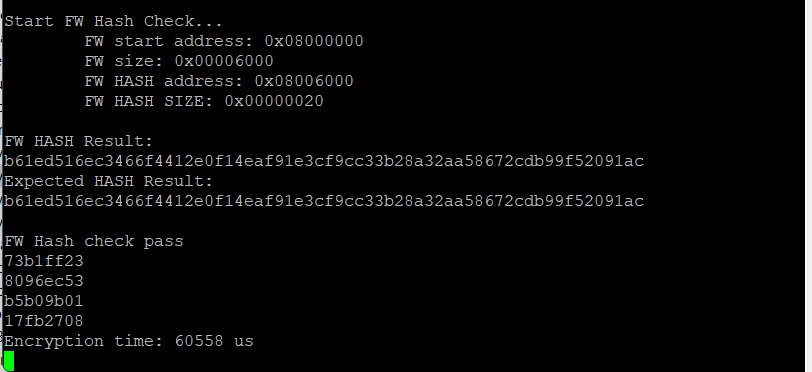 Start FW Hash Check...
FW start address: 0x08000000
FW size: 0x00006000
FW HASH address: 0x08006000
FW HASH SIZE: 0x00000020
FW HASH Result:
b61ed516ec3466f4412e0f14eaf91e3cf9cc33b28a32aa58672cdb99f52091ac
Expected HASH Result:
b61ed516ec3466f4412e0f14eaf91e3cf9cc33b28a32aa58672cdb99f52091ac
FW Hash check pass
73b1ff23
8096ec53
b5b09b01
17fb2708
Encryption time: 60558 us